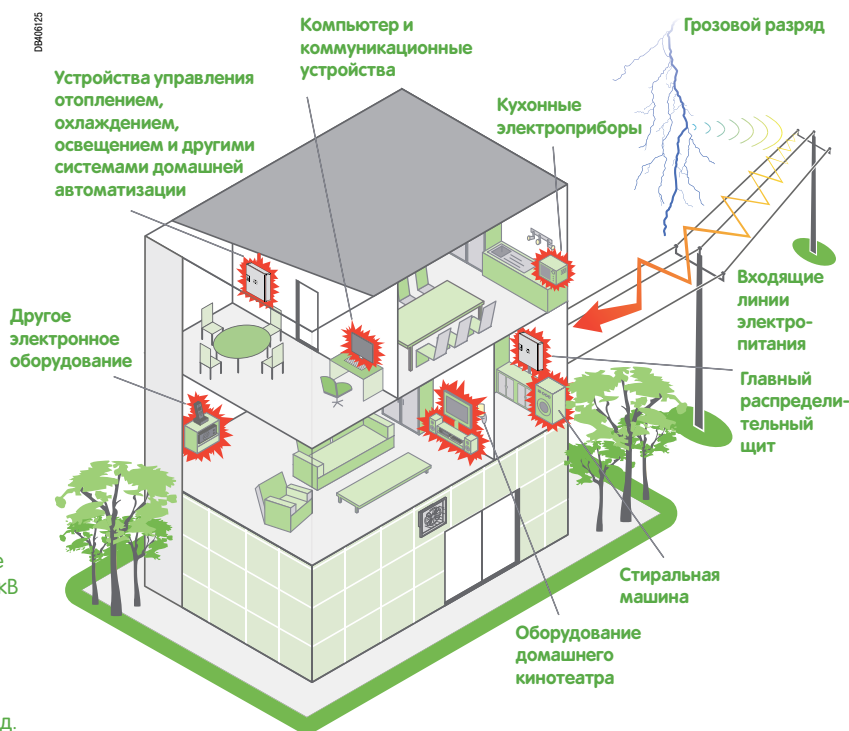 DB406125
Компьютер и
коммуникационные
устройства
Грозовой разряд
Устройства управления
отоплением,
охлаждением,
освещением и другими
системами домашней
автоматизации
Кухонные
электроприборы
Другое
электронное
оборудование
Входящие
линии
электро-
питания
Главный
распредели-
тельный
щит
Стиральная
машина
Оборудование
домашнего
кинотеатра
е
кВ
д.